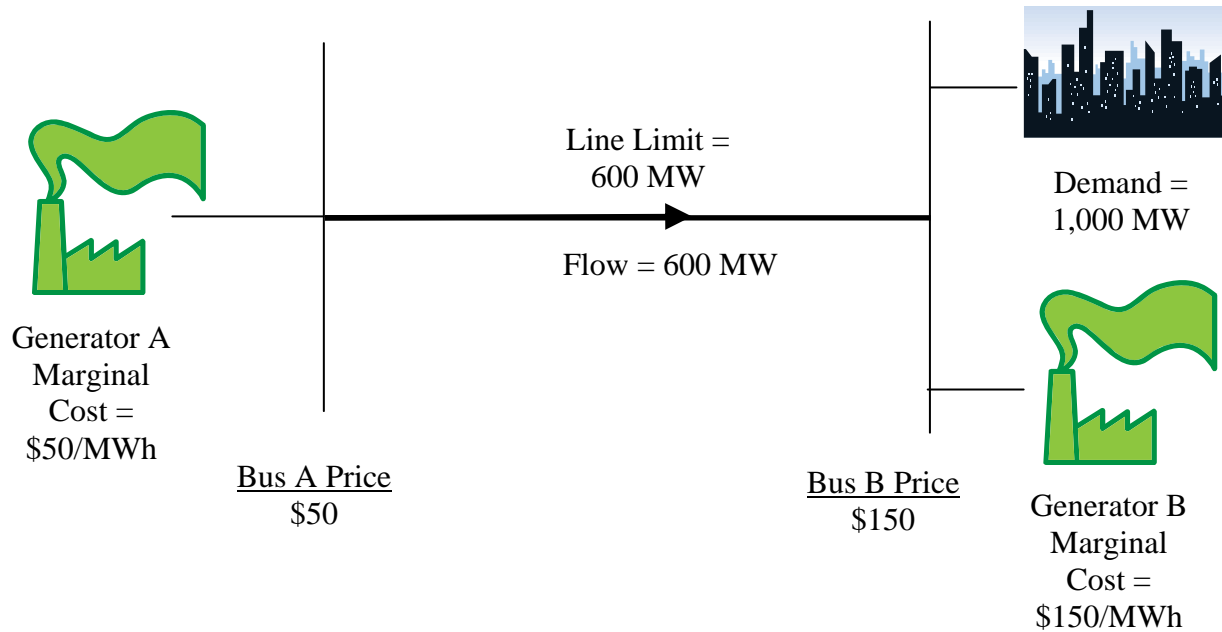 Line Limit =
600 MW
Flow = 600 MW
Demand =
1,000 MW
Generator A
Marginal
Cost =
$50/MWh
Bus A Price
$50
Bus B Price
$150
Generator B
Marginal
Cost =
$150/MWh